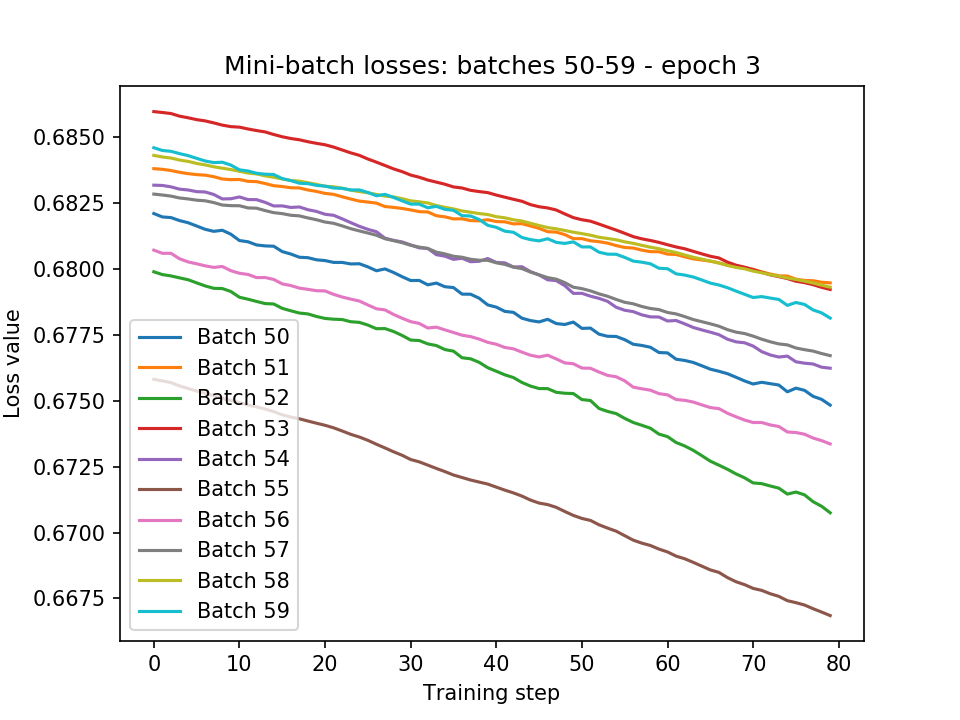 Mini-batch losses: batches 50-59 - epoch 3
Loss value
0.6850
0.6825
0.6800
0.6775
0.6750
0.6725
0.6700
0.6675
Batch 50
Batch 51
Batch 52
Batch 53
Batch 54
Batch 55
Batch 56
Batch 57
Batch 58
Batch 59
0 10 20 30 40 50 60 70 80
Training step